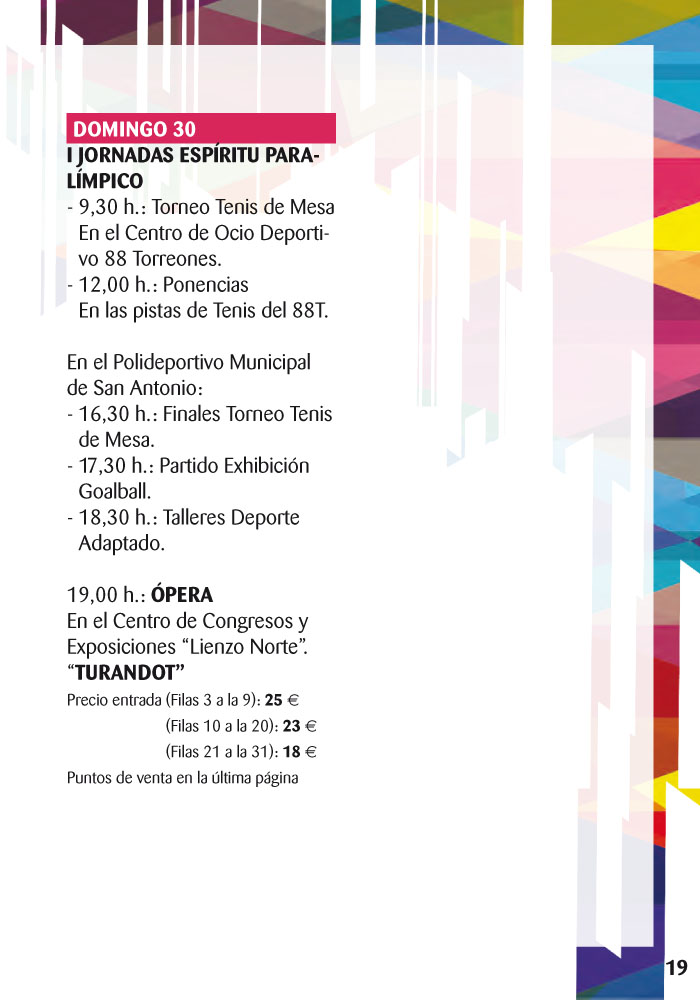 DOMINGO 30
I JORNADAS ESPÍRITU PARA-
LÍMPICO
- 9,30 h.: Torneo Tenis de Mesa
En el Centro de Ocio Deporti-
vo 88 Torreones.
- 12,00 h.: Ponencias
En las pistas de Tenis del 88T.
En el Polideportivo Municipal
de San Antonio:
- 16,30 h.: Finales Torneo Tenis
de Mesa.
- 17,30 h.: Partido Exhibición
Goalball.
- 18,30 h.: Talleres Deporte
Adaptado.
19,00 h.: ÓPERA
En el Centro de Congresos y
Exposiciones “Lienzo Norte”.
“TURANDOT”
Precio entrada (Filas 3 a la 9): 25 €
(Filas 10 a la 20): 23 €
(Filas 21 a la 31): 18 €
Puntos de venta en la última página
19